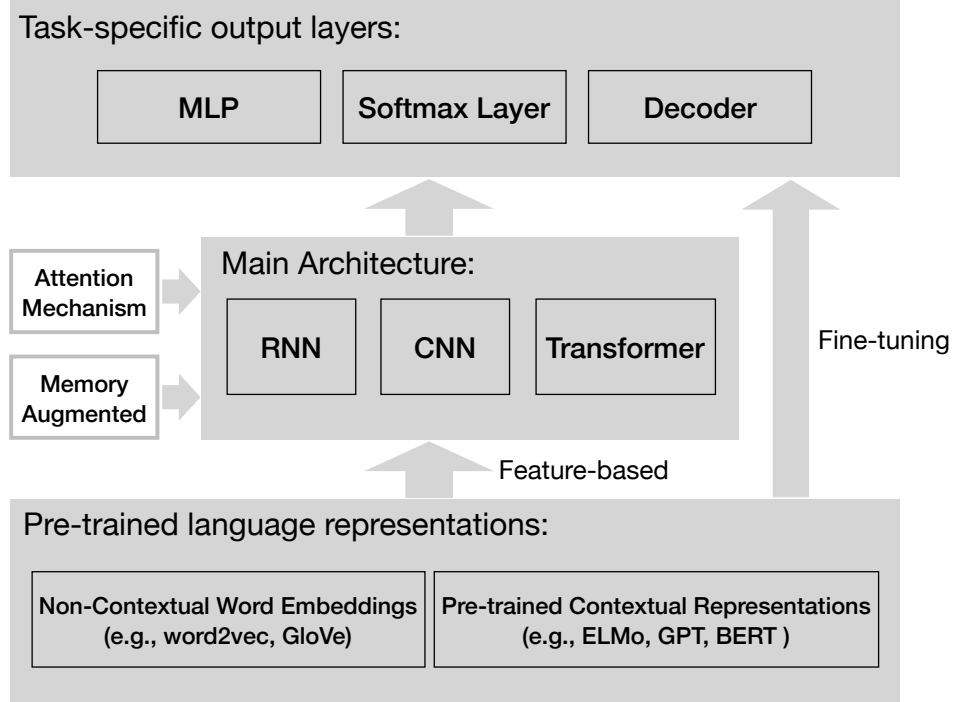 Task-specific output layers:
MLP
Softmax Layer
Decoder
Main Architecture:
Attention
Mechanism
RNN
CNN
Transformer
Fine-tuning
Memory
Augmented
Feature-based
Pre-trained language representations:
Non-Contextual Word Embeddings
(e.g., word2vec, GloVe)
Pre-trained Contextual Representations
(e.g., ELMo, GPT, BERT )